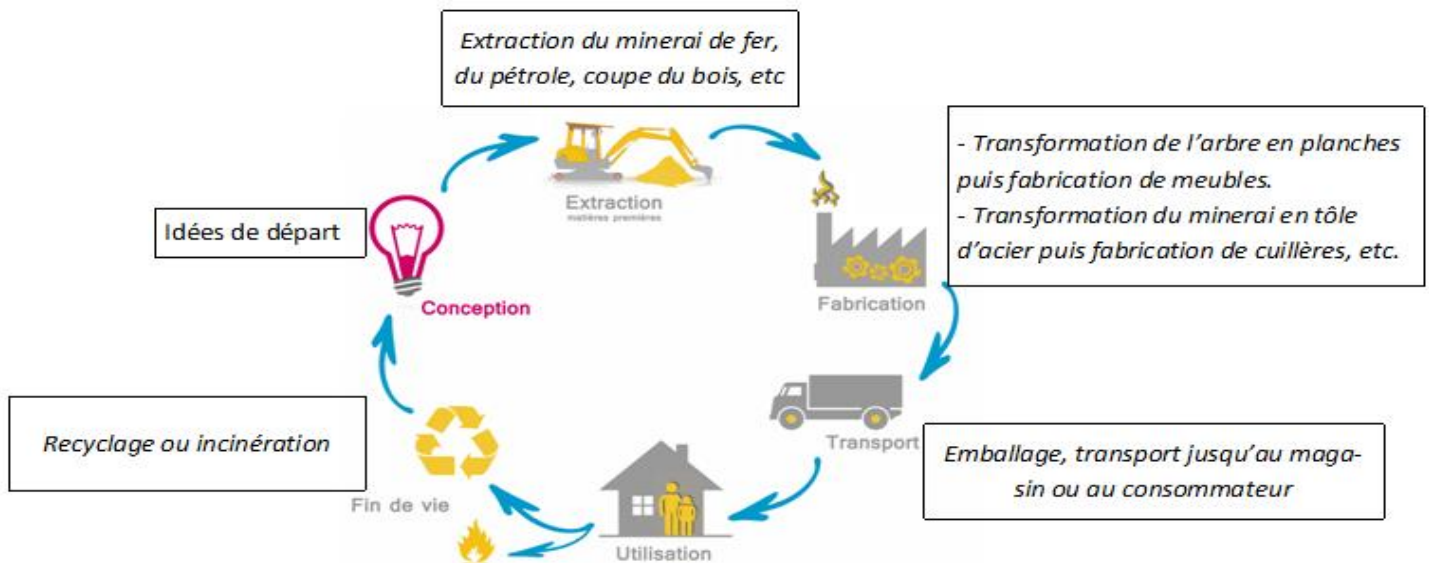 Extraction du minerai de fer,
du pétrole, coupe du bois, etc
Extraction
matières premières
- Transformation de l'arbre en planches
puis fabrication de meubles.
- Transformation du minerai en tôle
d'acier puis fabrication de cuillères, etc.
Fabrication
Idées de départ
Conception
Transport
Emballage, transport jusqu'au maga-
sin ou au consommateur
Recyclage ou incinération
Fin de vie
Utilisation